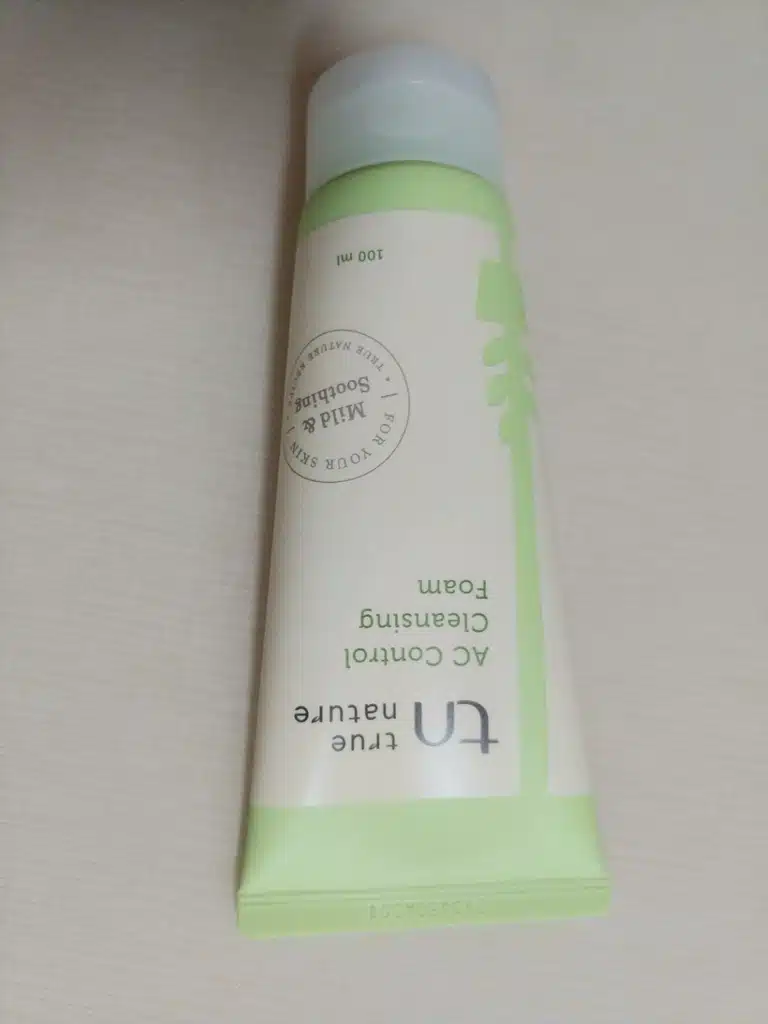 tn true
nature
AC Control
Cleansing
Foam
FOR YOUR SKIN
Mild &
Soothing
TRUE NATURE
100 ml